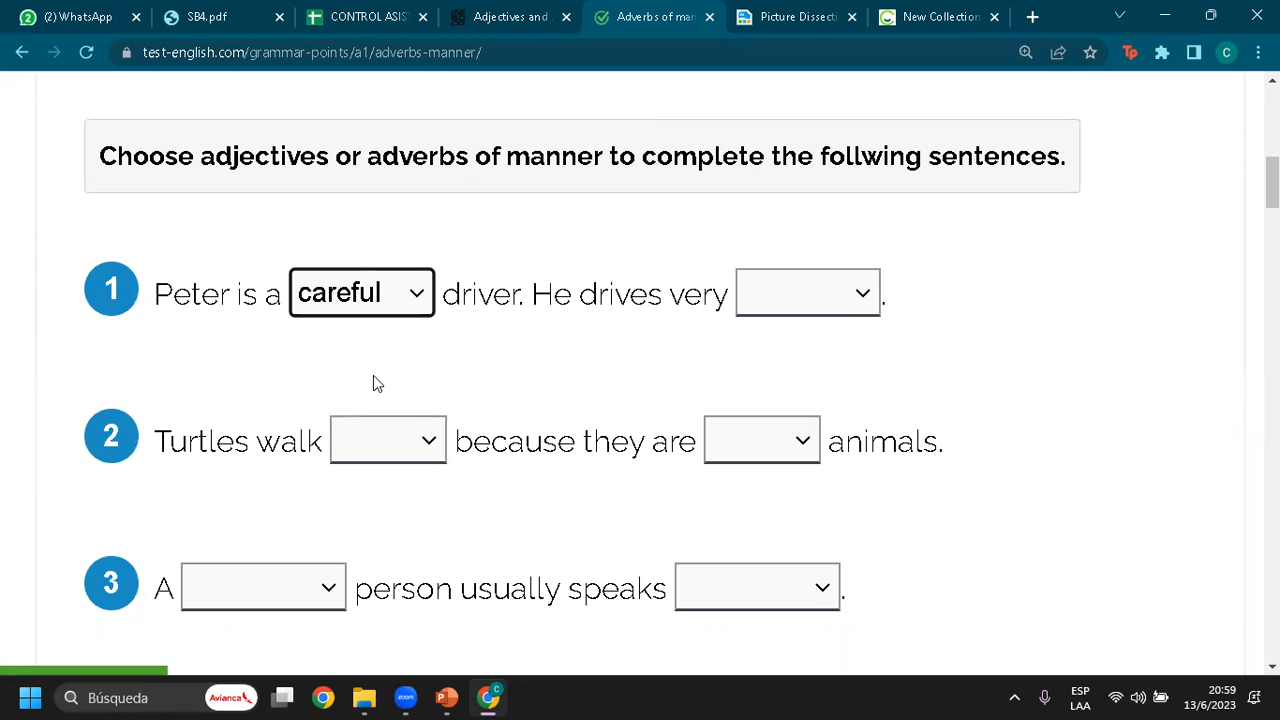 (2) WhatsApp
SB4.pdf
CONTROL ASIS
Adjectives and
Adverbs of man
Picture Dissecti
New Collection
test-english.com/grammar-points/a1/adverbs-manner/
Tp
C
Choose adjectives or adverbs of manner to complete the follwing sentences.
1 Peter is a careful driver. He drives very .
2 Turtles walk because they are animals.
3 A person usually speaks .
Búsqueda
Avianca
zoom
ESP
LAA
20:59
13/6/2023